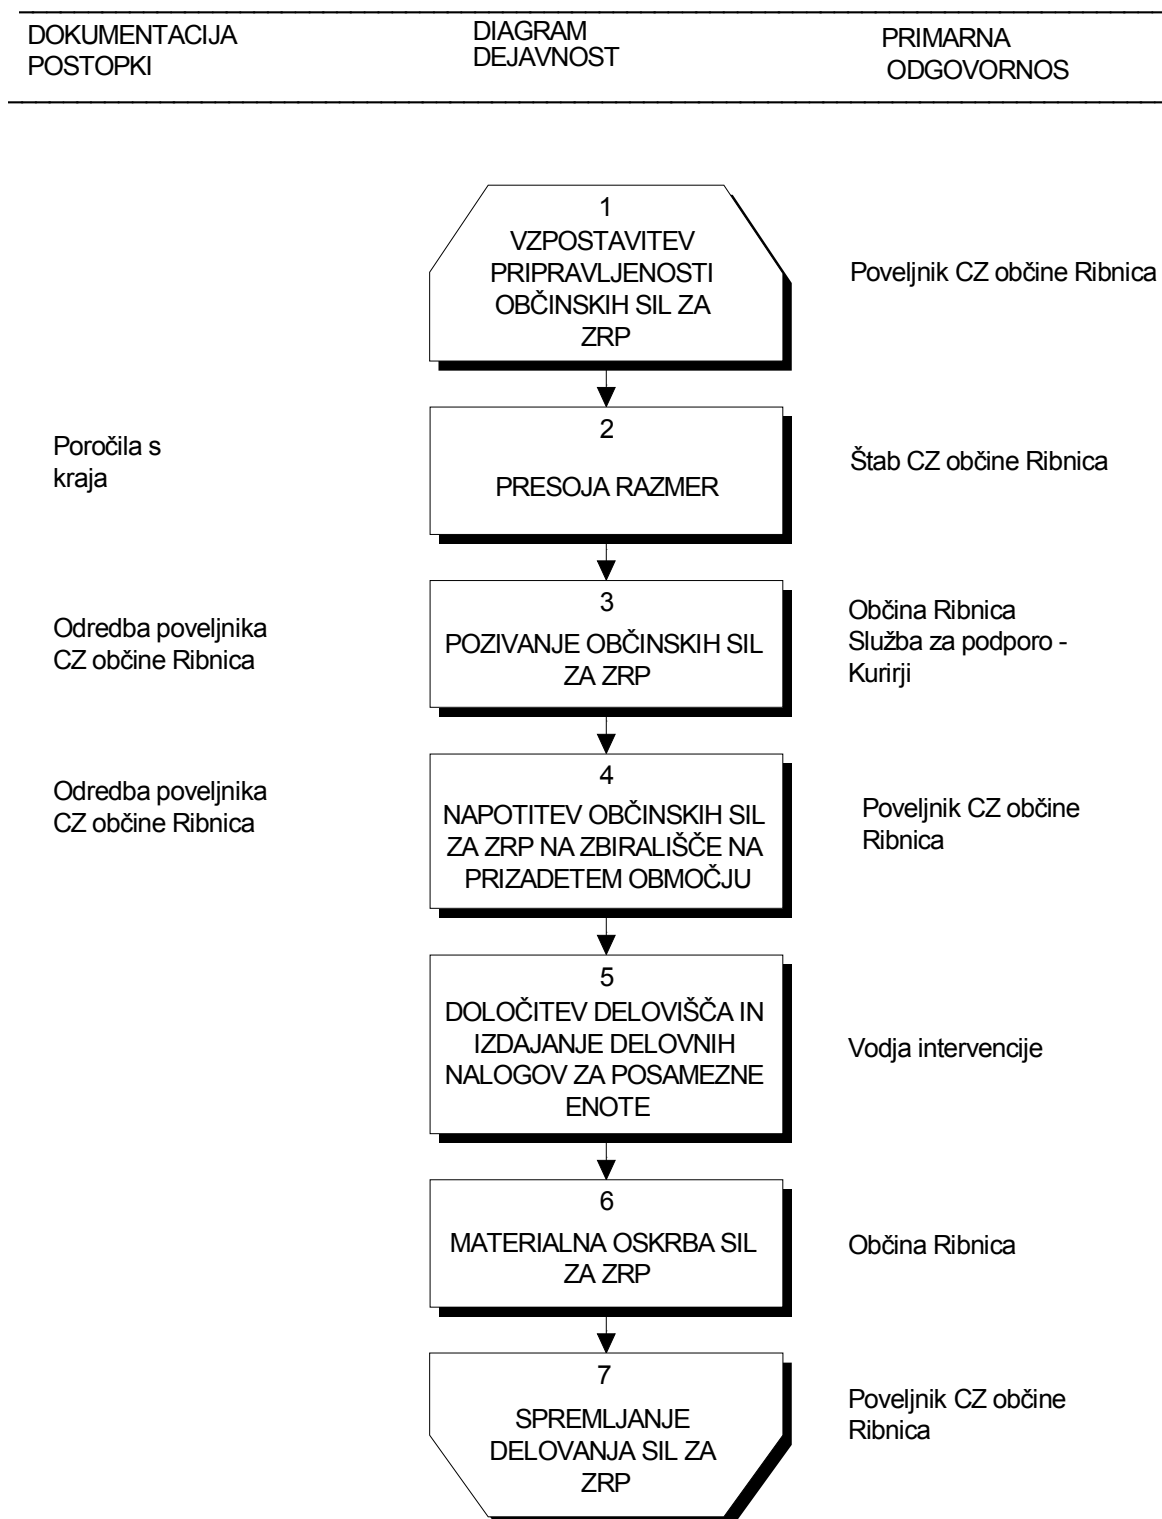 DOKUMENTACIJA
POSTOPKI
DIAGRAM
DEJAVNOST
PRIMARNA
ODGOVORNOS
1
VZPOSTAVITEV
PRIPRAVLJENOSTI
OBČINSKIH SIL ZA
ZRP
Poveljnik CZ občine Ribnica
Poročila s
kraja
2
PRESOJA RAZMER
Štab CZ občine Ribnica
Odredba poveljnika
CZ občine Ribnica
3
POZIVANJE OBČINSKIH SIL
ZA ZRP
Občina Ribnica
Služba za podporo -
Kurirji
Odredba poveljnika
CZ občine Ribnica
4
NAPOTITEV OBČINSKIH SIL
ZA ZRP NA ZBIRALIŠČE NA
PRIZADETEM OBMOČJU
Poveljnik CZ občine
Ribnica
5
DOLOČITEV DELOVIŠČA IN
IZDAJANJE DELOVNIH
NALOGOV ZA POSAMEZNE
ENOTE
Vodja intervencije
6
MATERIALNA OSKRBA SIL
ZA ZRP
Občina Ribnica
7
SPREMLJANJE
DELOVANJA SIL ZA
ZRP
Poveljnik CZ občine
Ribnica